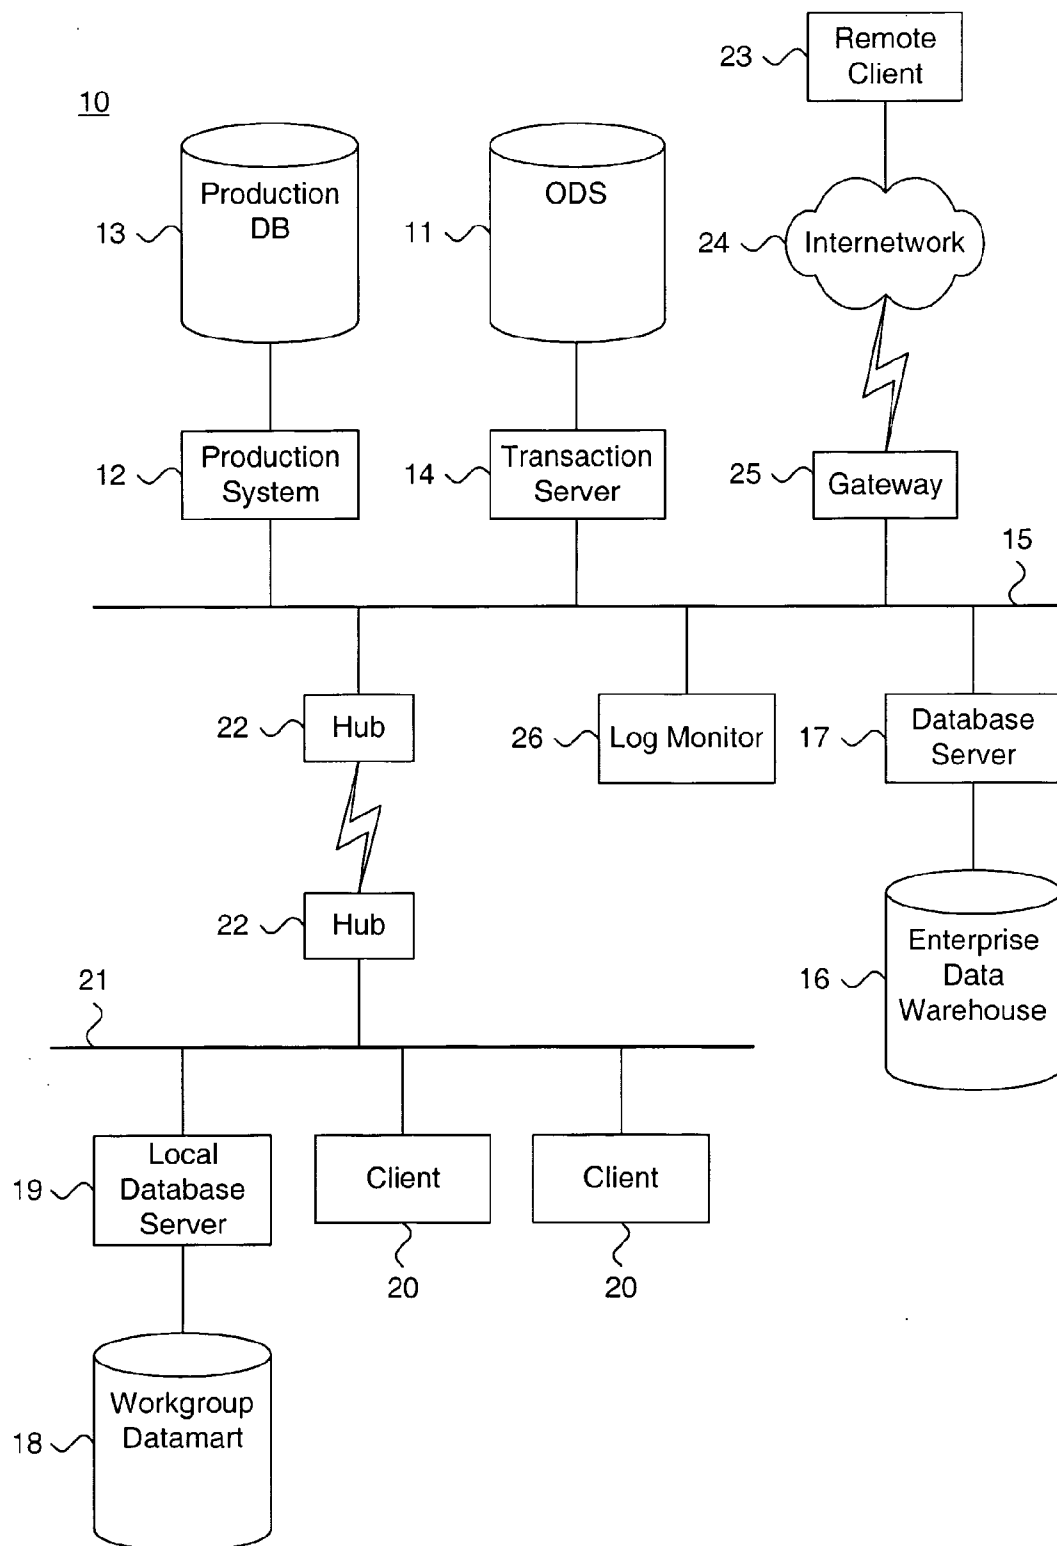 10
23
Remote
Client
Production
DB
13
ODS
11
24
Internetwork
12
Production
System
14
Transaction
Server
25
Gateway
15
22
Hub
26
Log Monitor
17
Database
Server
22
Hub
16
Enterprise
Data
Warehouse
21
19
Local
Database
Server
Client
Client
20
20
18
Workgroup
Datamart